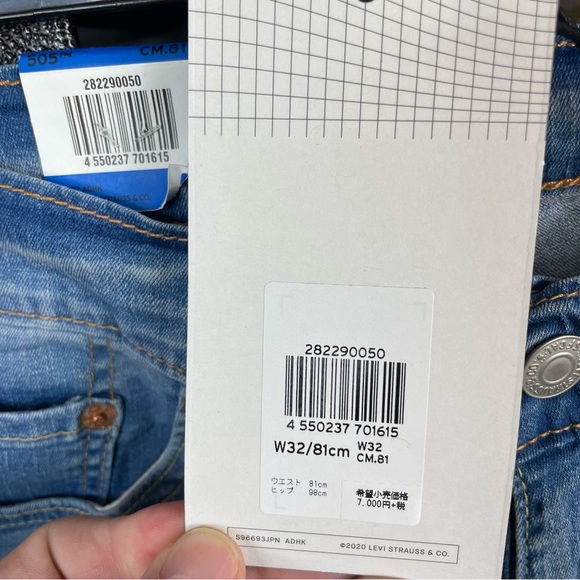 505™
CM.81
282290050
4 550237 701615
& CO.
282290050
4 550237 701615
W32/81cm
W32
CM.81
ウエスト 81cm
ヒップ 98cm
希望小売価格
7,000円+税
596693JPN ADHK
©2020 LEVI STRAUSS & CO.